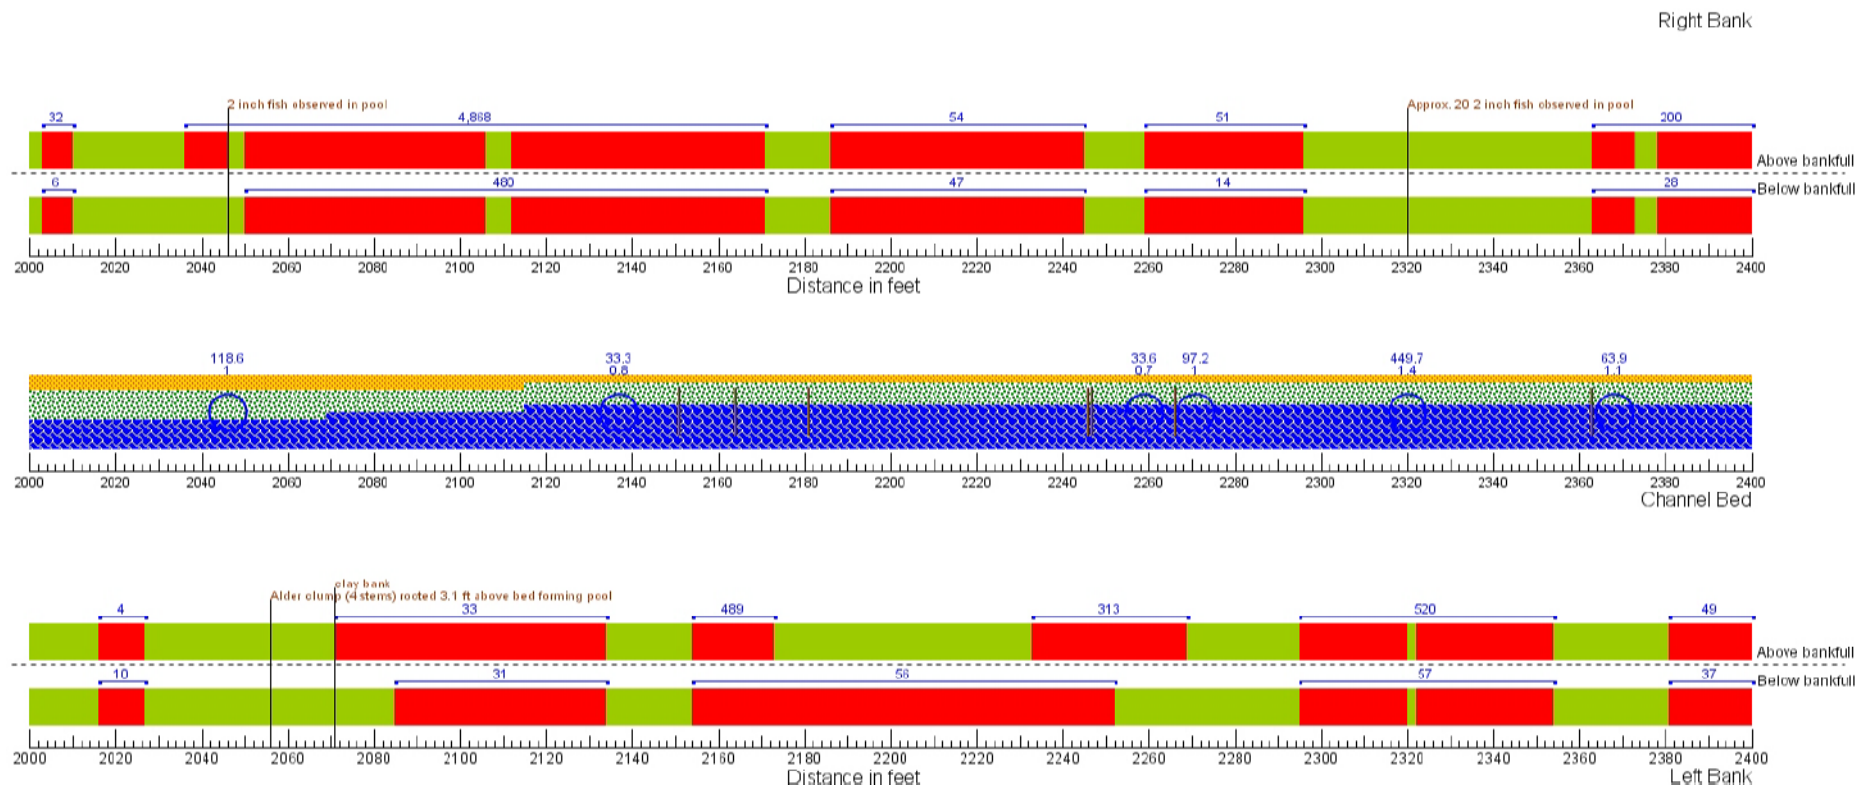 Right Bank
2 inch fish observed in pool
Approx. 20 2 inch fish observed in pool
32 4,868 54 51 200
Above bankfull
6 480 47 14 28
Below bankfull
2000 2020 2040 2060 2080 2100 2120 2140 2160 2180 2200 2220 2240 2260 2280 2300 2320 2340 2360 2380 2400
Distance in feet
118.6 33.3 33.6 97.2 449.7 63.9
1 0.8 0.7 1 1.4 1.1
2000 2020 2040 2060 2080 2100 2120 2140 2160 2180 2200 2220 2240 2260 2280 2300 2320 2340 2360 2380 2400
Channel Bed
clay bank
Alder clump (4 stems) rooted 3.1 ft above bed forming pool
4 33 489 313 520 49
Above bankfull
10 31 56 57 37
Below bankfull
2000 2020 2040 2060 2080 2100 2120 2140 2160 2180 2200 2220 2240 2260 2280 2300 2320 2340 2360 2380 2400
Distance in feet
Left Bank